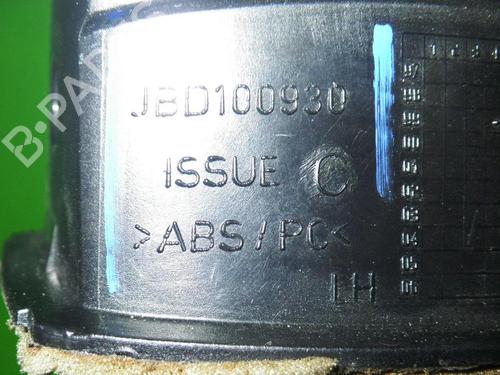 JBD100930
ISSUE C
>ABS/PC<
LH
B-PARTS